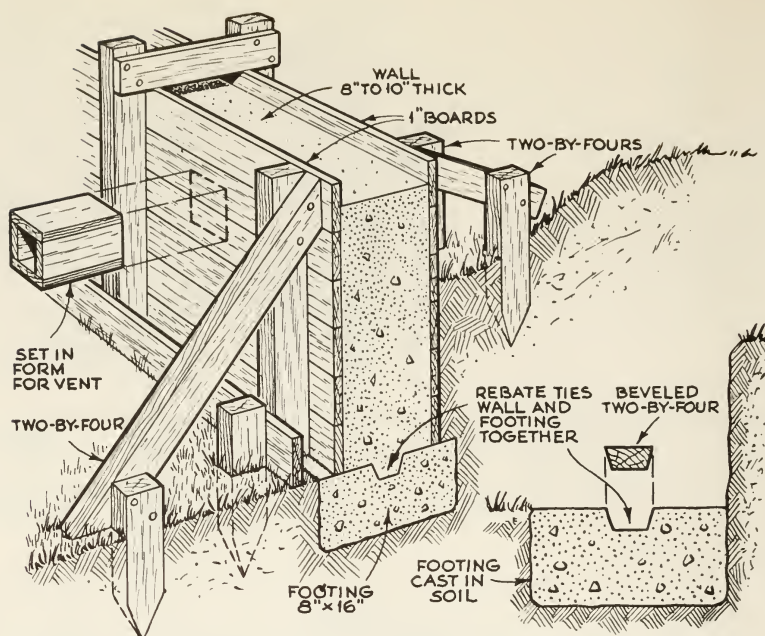 WALL
8" TO 10" THICK
1" BOARDS
TWO-BY-FOURS
SET IN
FORM
FOR VENT
TWO-BY-FOUR
REBATE TIES
WALL AND
FOOTING
TOGETHER
BEVELED
TWO-BY-FOUR
FOOTING
8" x 16"
FOOTING
CAST IN
SOIL